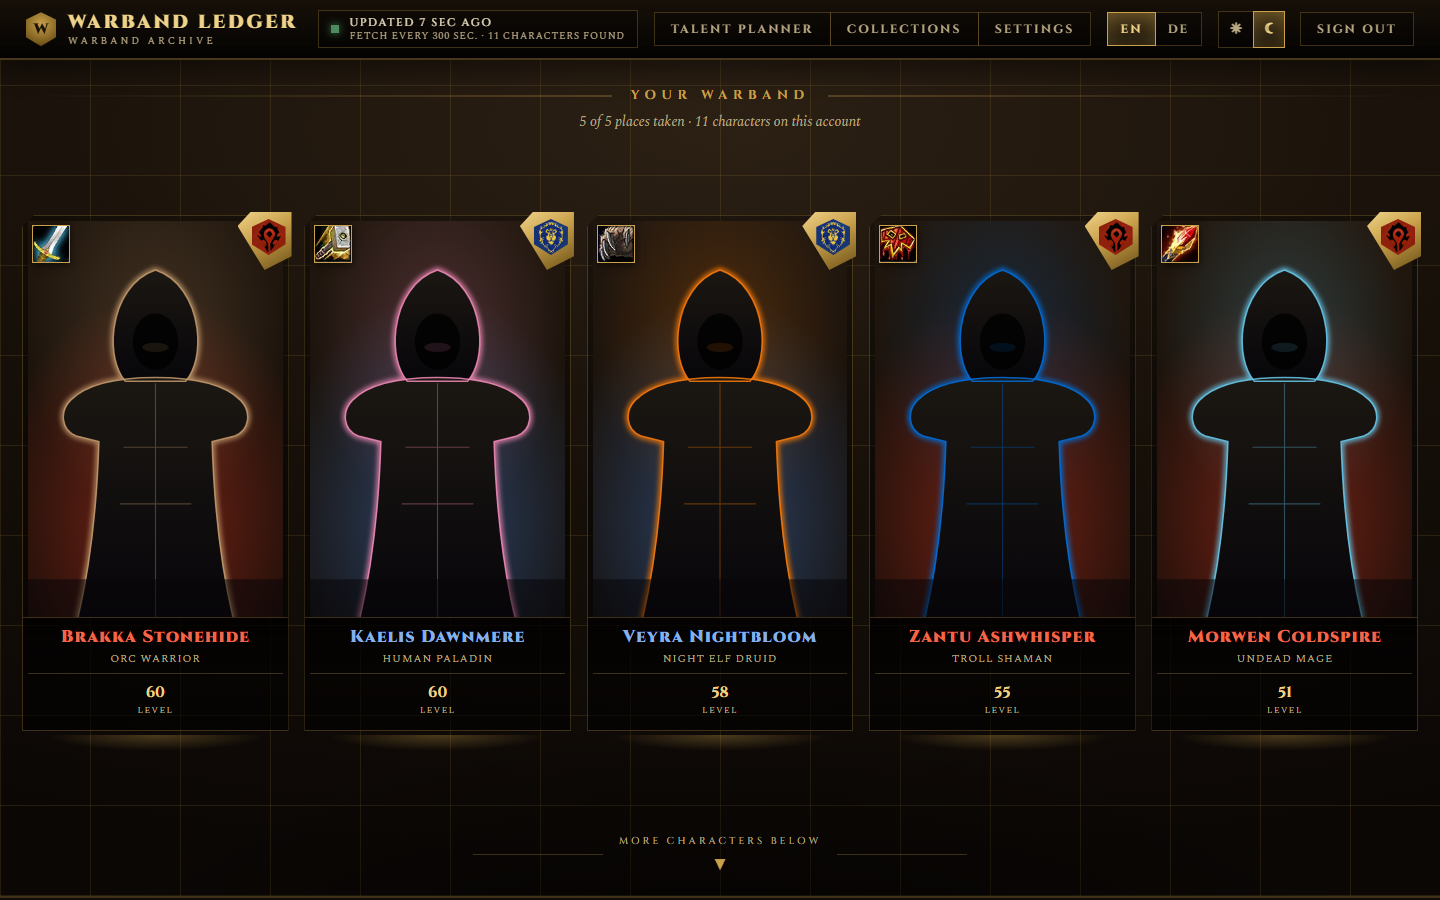 W
WARBAND LEDGER
WARBAND ARCHIVE
UPDATED 7 SEC AGO
FETCH EVERY 300 SEC. · 11 CHARACTERS FOUND
TALENT PLANNER
COLLECTIONS
SETTINGS
EN
DE
SIGN OUT
YOUR WARBAND
5 of 5 places taken · 11 characters on this account
BRAKKA STONEHIDE
ORC WARRIOR
60
LEVEL
KAELIS DAWNMERE
HUMAN PALADIN
60
LEVEL
VEYRA NIGHTBLOOM
NIGHT ELF DRUID
58
LEVEL
ZANTU ASHWHISPER
TROLL SHAMAN
55
LEVEL
MORWEN COLDSPIRE
UNDEAD MAGE
51
LEVEL
MORE CHARACTERS BELOW